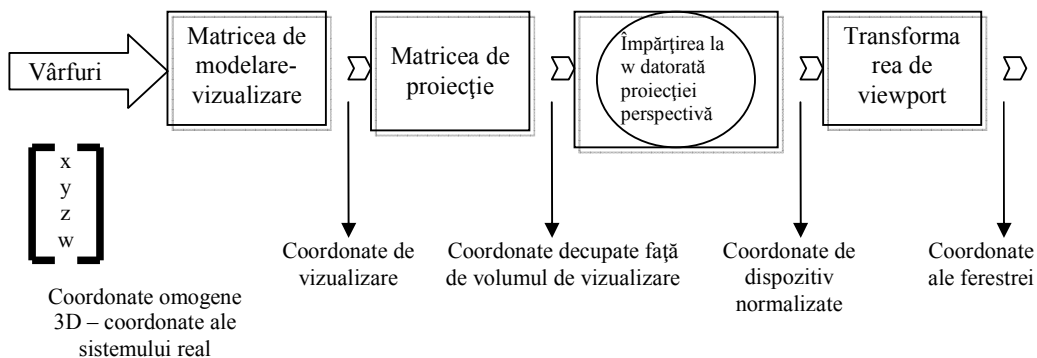 Vârfuri
Matricea de
modelare-
vizualizare
Matricea de
proiecţie
Împărţirea la
w datorată
proiecţiei
perspectivă
Transforma
rea de
viewport
x
y
z
w
Coordonate de
vizualizare
Coordonate decupate faţă
de volumul de vizualizare
Coordonate de
dispozitiv
normalizate
Coordonate
ale ferestrei
Coordonate omogene
3D – coordonate ale
sistemului real